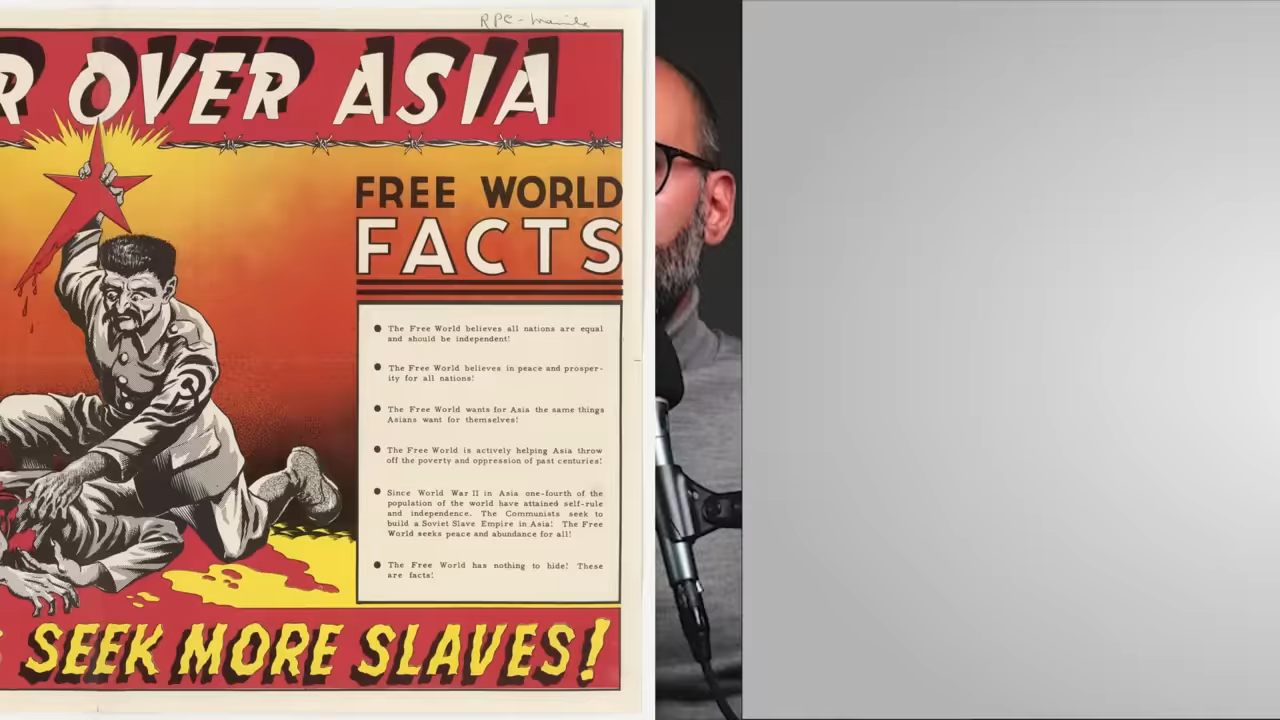 RPC - Manila
R OVER ASIA
FREE WORLD
FACTS
The Free World believes all nations are equal
and should be independent!
The Free World believes in peace and prosper-
ity for all nations!
The Free World wants for Asia the same things
Asians want for themselves!
The Free World is actively helping Asia throw
off the poverty and oppression of past centuries!
Since World War II in Asia one-fourth of the
population of the world have attained self-rule
and independence. The Communists seek to
build a Soviet Slave Empire in Asia! The Free
World seeks peace and abundance for all!
The Free World has nothing to hide! These
are facts!
SEEK MORE SLAVES!